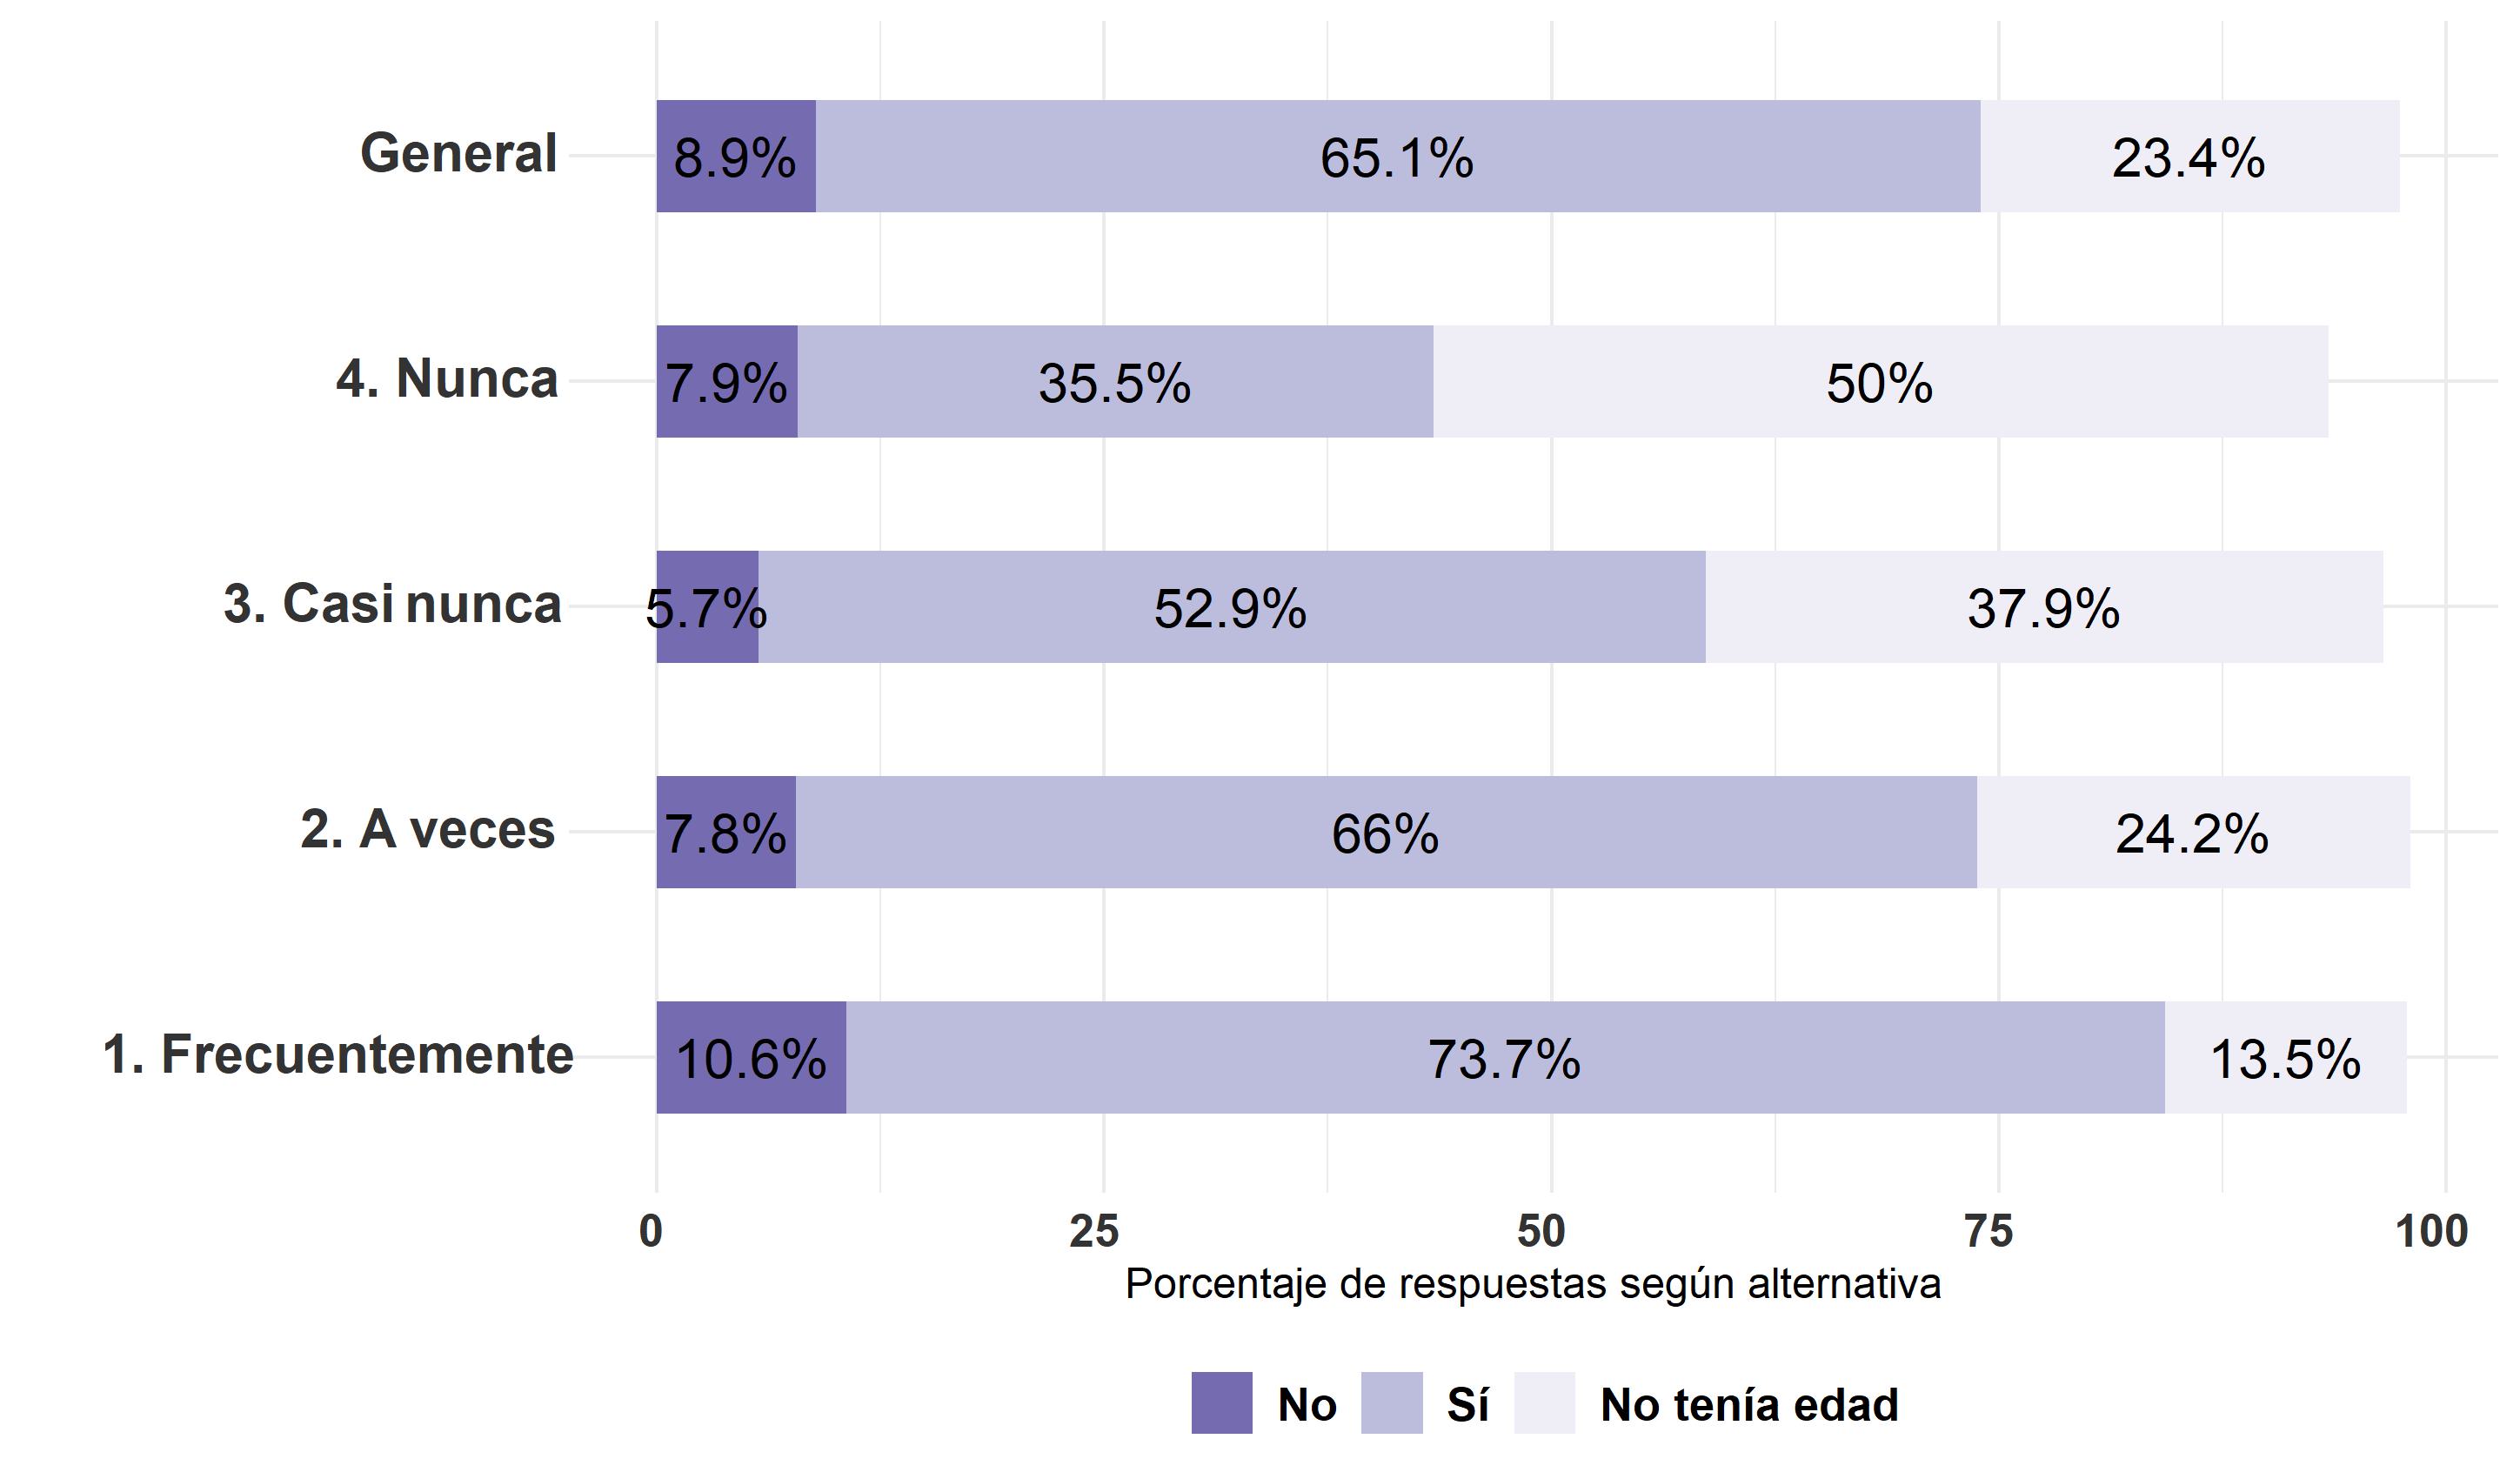 General 8.9% 65.1% 23.4%
4. Nunca 7.9% 35.5% 50%
3. Casi nunca 5.7% 52.9% 37.9%
2. A veces 7.8% 66% 24.2%
1. Frecuentemente 10.6% 73.7% 13.5%
0 25 50 75 100
Porcentaje de respuestas según alternativa
No Sí No tenía edad